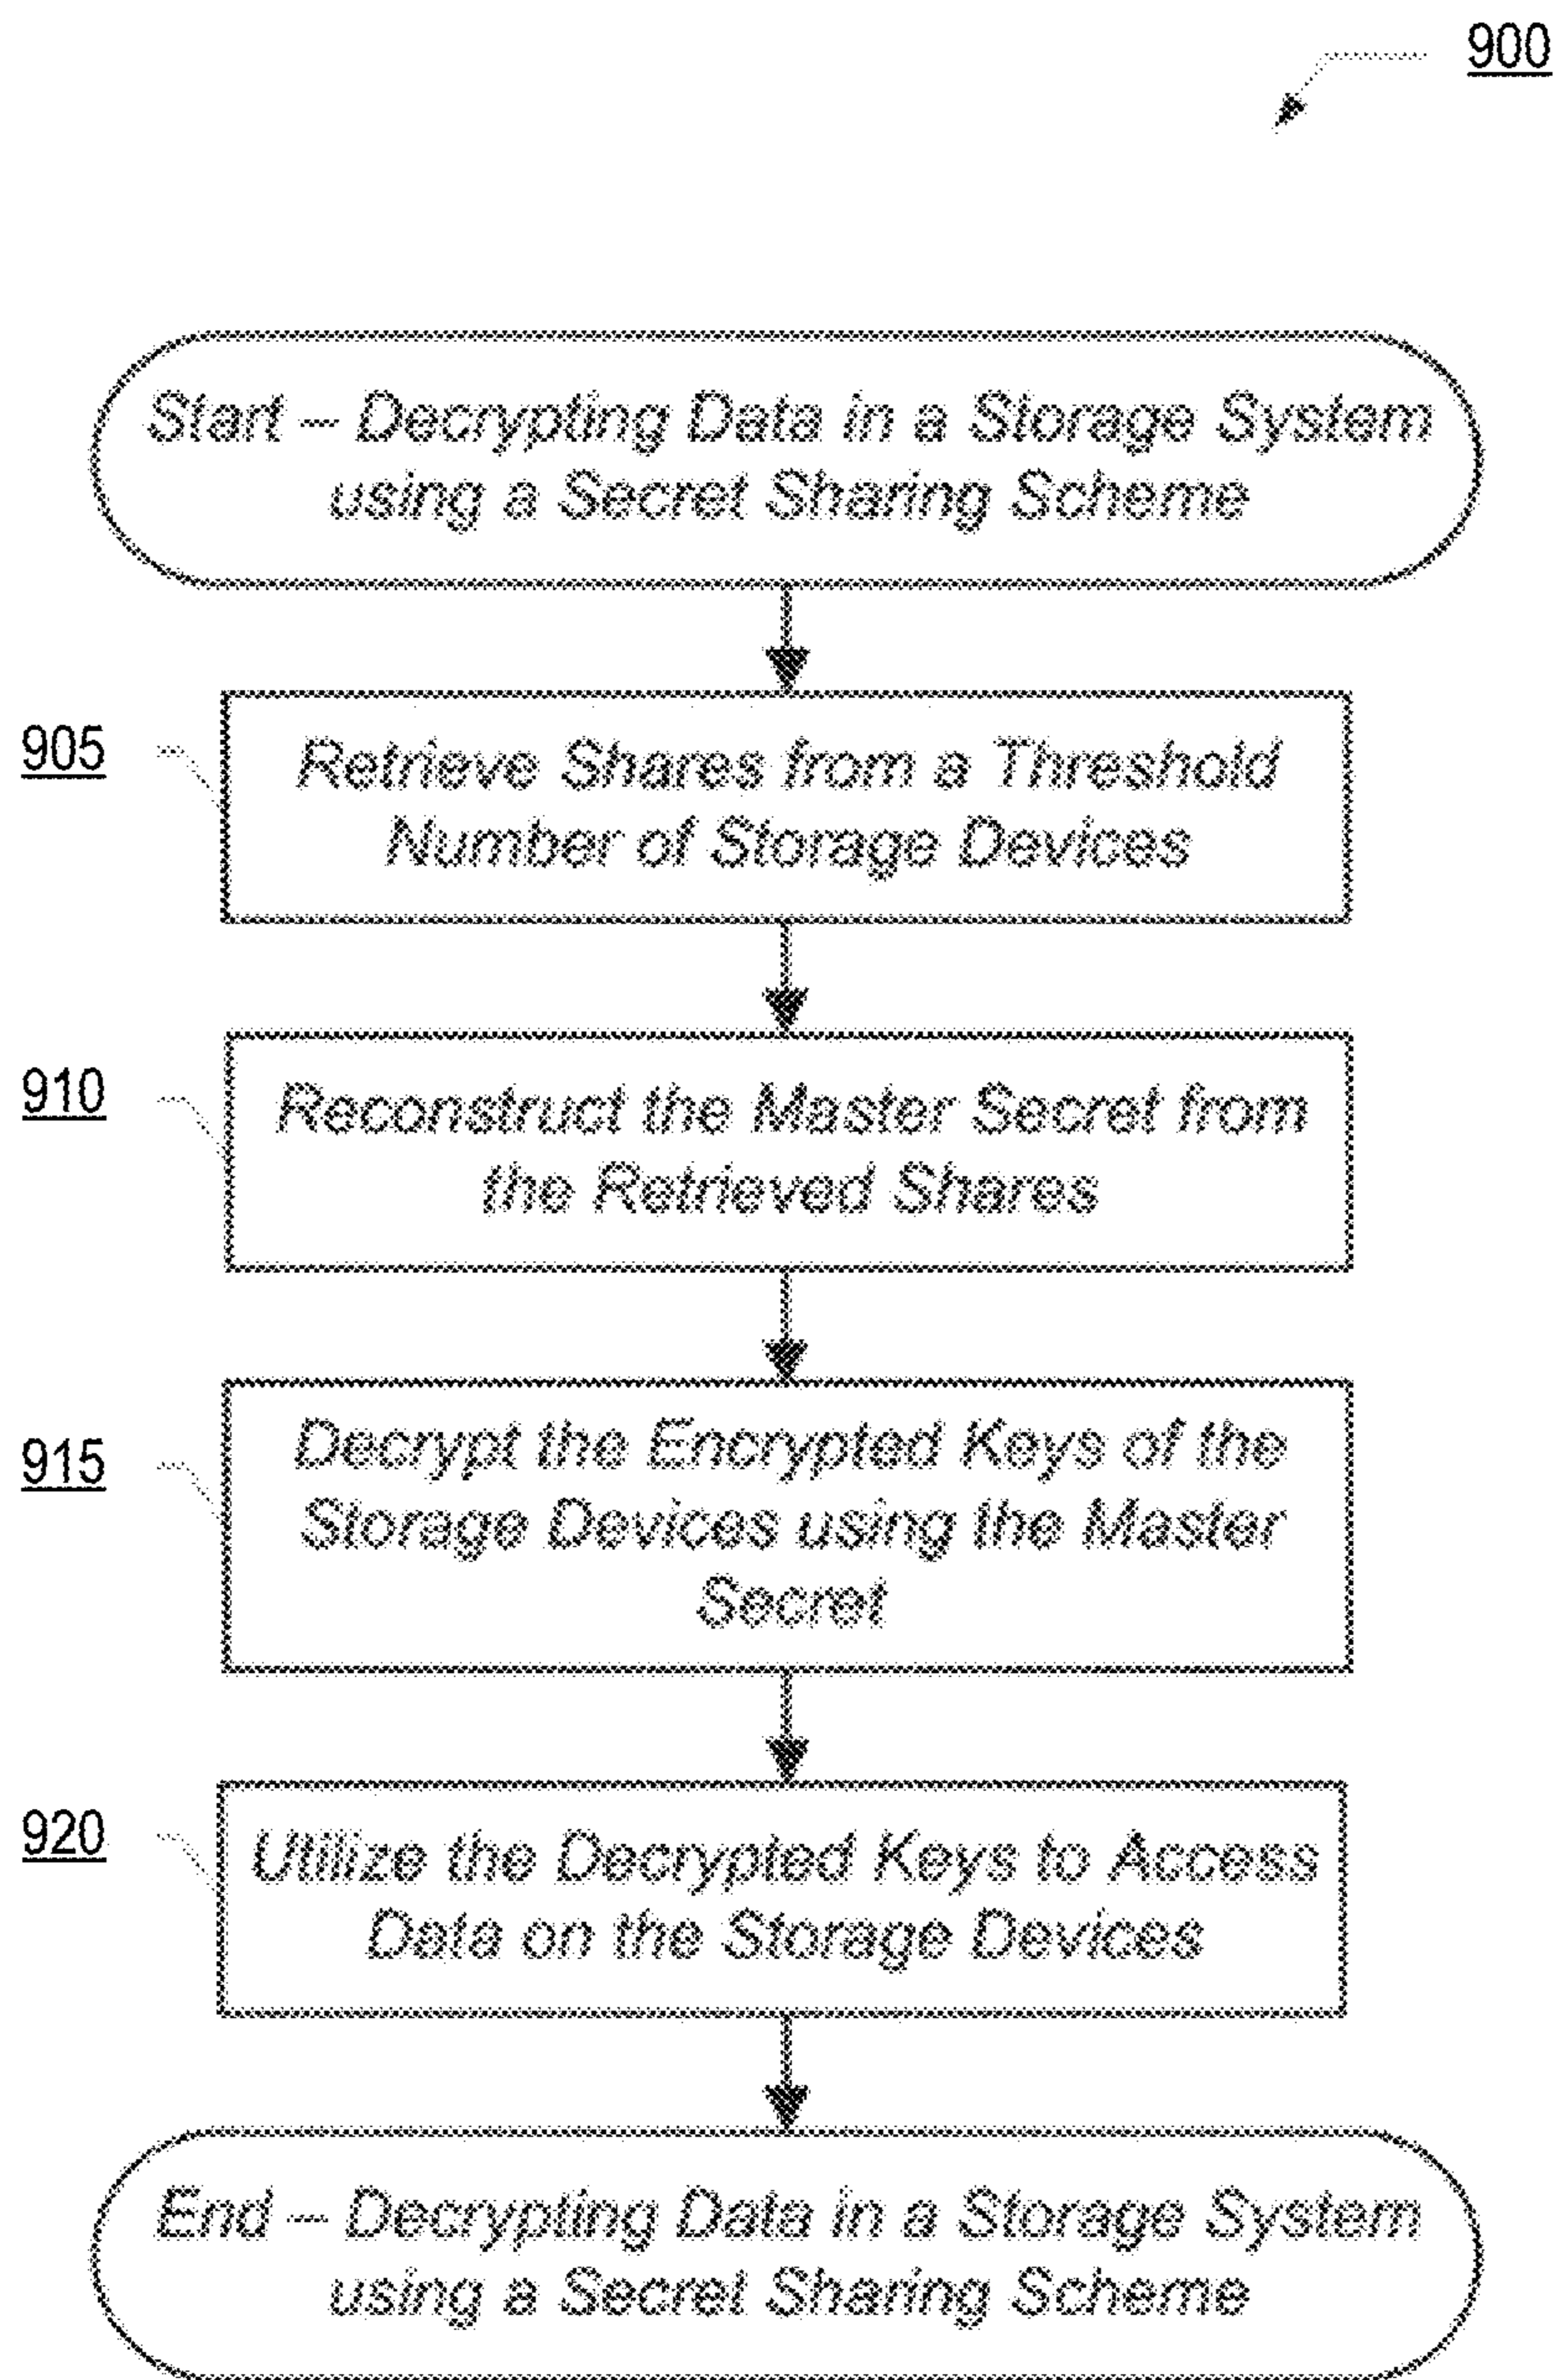 900
Start – Decrypting Data in a Storage System
using a Secret Sharing Scheme
905
Retrieve Shares from a Threshold
Number of Storage Devices
910
Reconstruct the Master Secret from
the Retrieved Shares
915
Decrypt the Encrypted Keys of the
Storage Devices using the Master
Secret
920
Utilize the Decrypted Keys to Access
Data on the Storage Devices
End – Decrypting Data in a Storage System
using a Secret Sharing Scheme